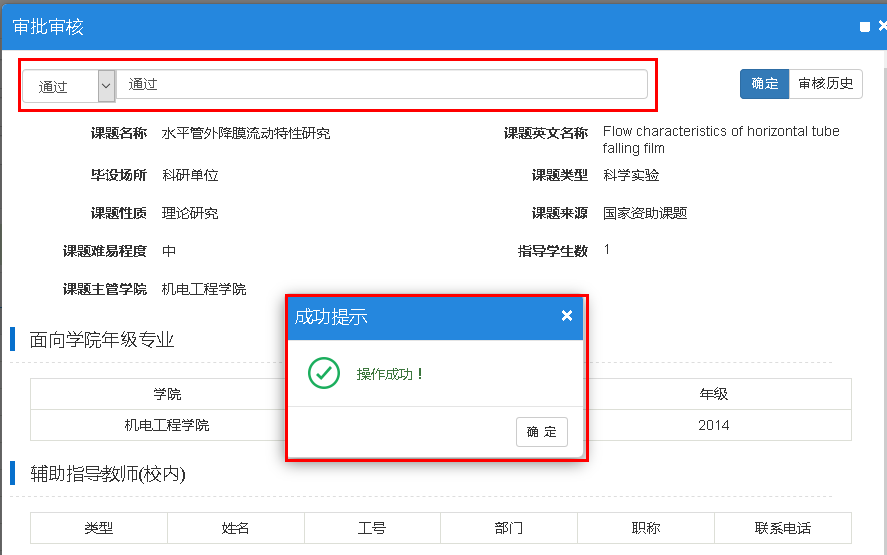 审批审核
通过 通过 确定 审核历史
课题名称 水平管外降膜流动特性研究 课题英文名称 Flow characteristics of horizontal tube
falling film
毕设场所 科研单位 课题类型 科学实验
课题性质 理论研究 课题来源 国家资助课题
课题难易程度 中 指导学生数 1
课题主管学院 机电工程学院
成功提示
面向学院年级专业
操作成功！
学院 年级
机电工程学院 2014
确 定
辅助指导教师(校内)
类型 姓名 工号 部门 职称 联系电话